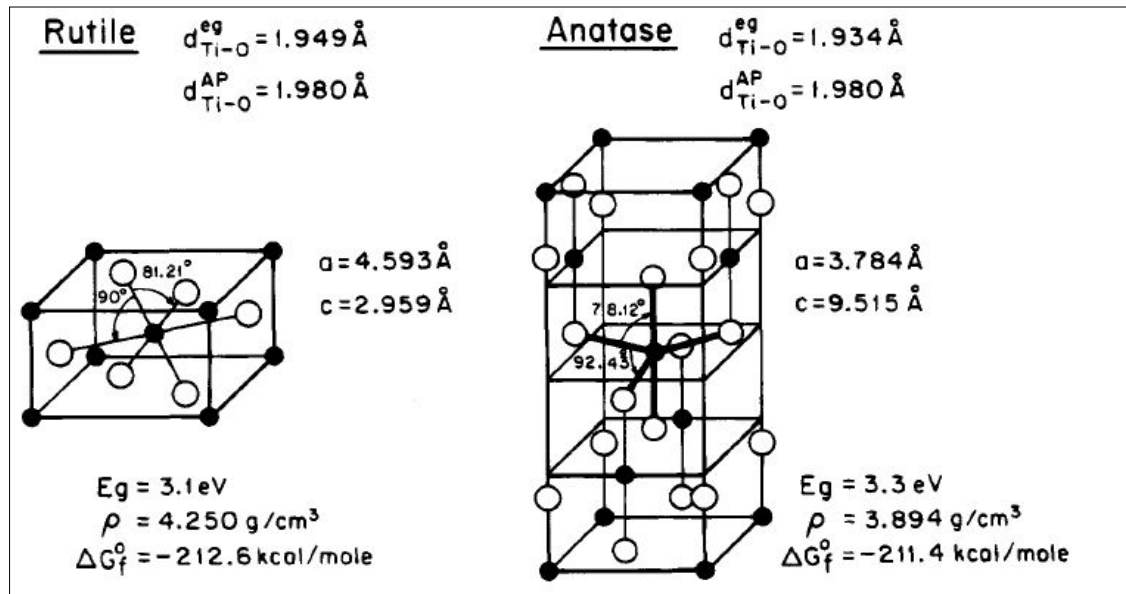 Rutile
d^eg_Ti-O = 1.949 Å
d^AP_Ti-O = 1.980 Å
81.21°
90°
a = 4.593 Å
c = 2.959 Å
Eg = 3.1 eV
ρ = 4.250 g/cm³
ΔG°_f = -212.6 kcal/mole
Anatase
d^eg_Ti-O = 1.934 Å
d^AP_Ti-O = 1.980 Å
78.12°
92.43°
a = 3.784 Å
c = 9.515 Å
Eg = 3.3 eV
ρ = 3.894 g/cm³
ΔG°_f = -211.4 kcal/mole